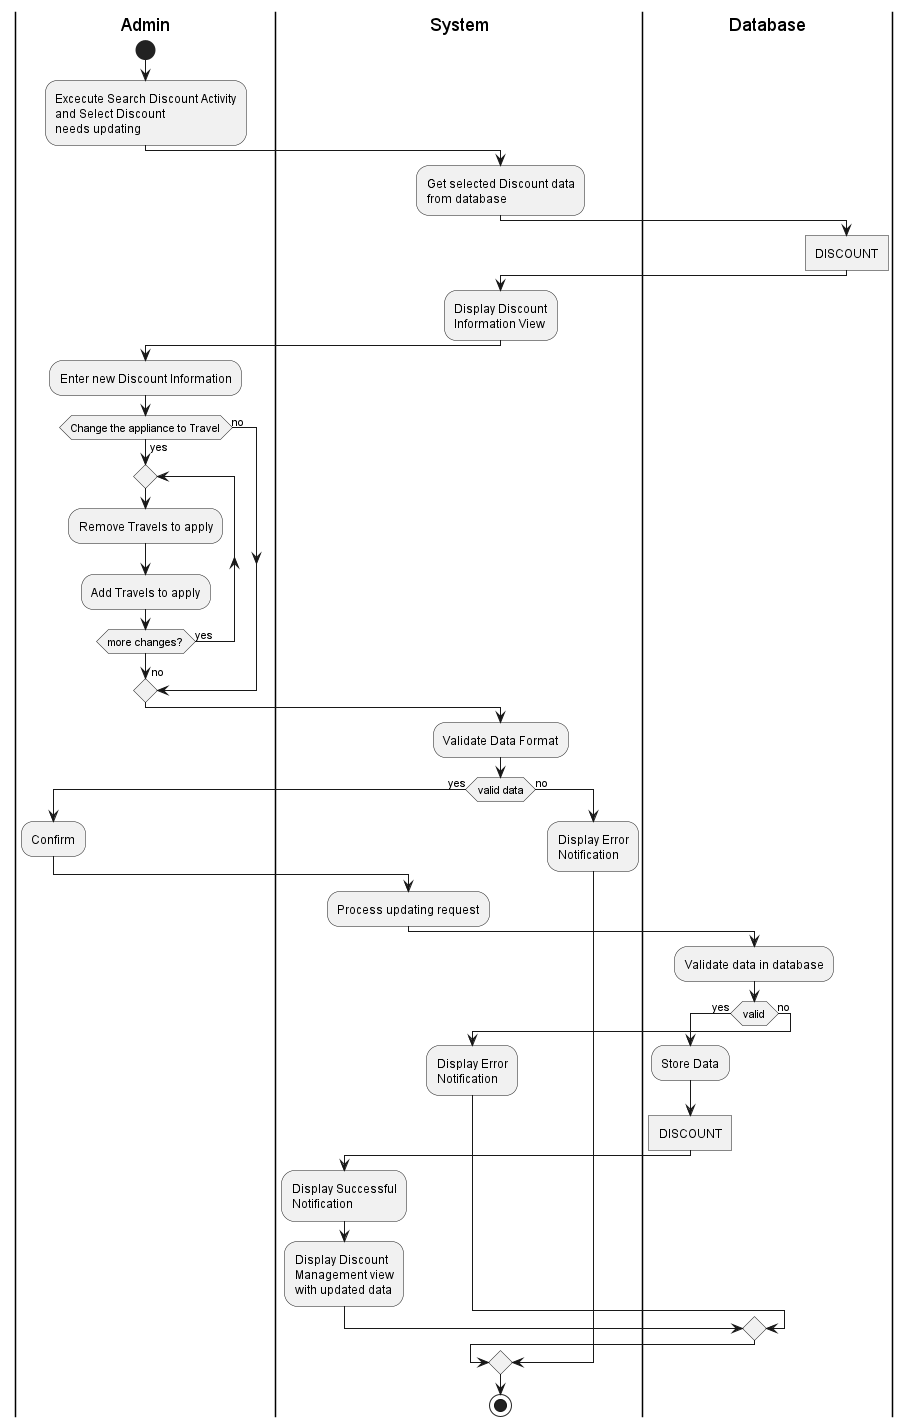 Admin
System
Database
Excecute Search Discount Activity
and Select Discount
needs updating
Get selected Discount data
from database
DISCOUNT
Display Discount
Information View
Enter new Discount Information
Change the appliance to Travel
no
yes
Remove Travels to apply
Add Travels to apply
more changes?
yes
no
Validate Data Format
yes
valid data
no
Confirm
Display Error
Notification
Process updating request
Validate data in database
yes
valid
no
Display Error
Notification
Store Data
DISCOUNT
Display Successful
Notification
Display Discount
Management view
with updated data